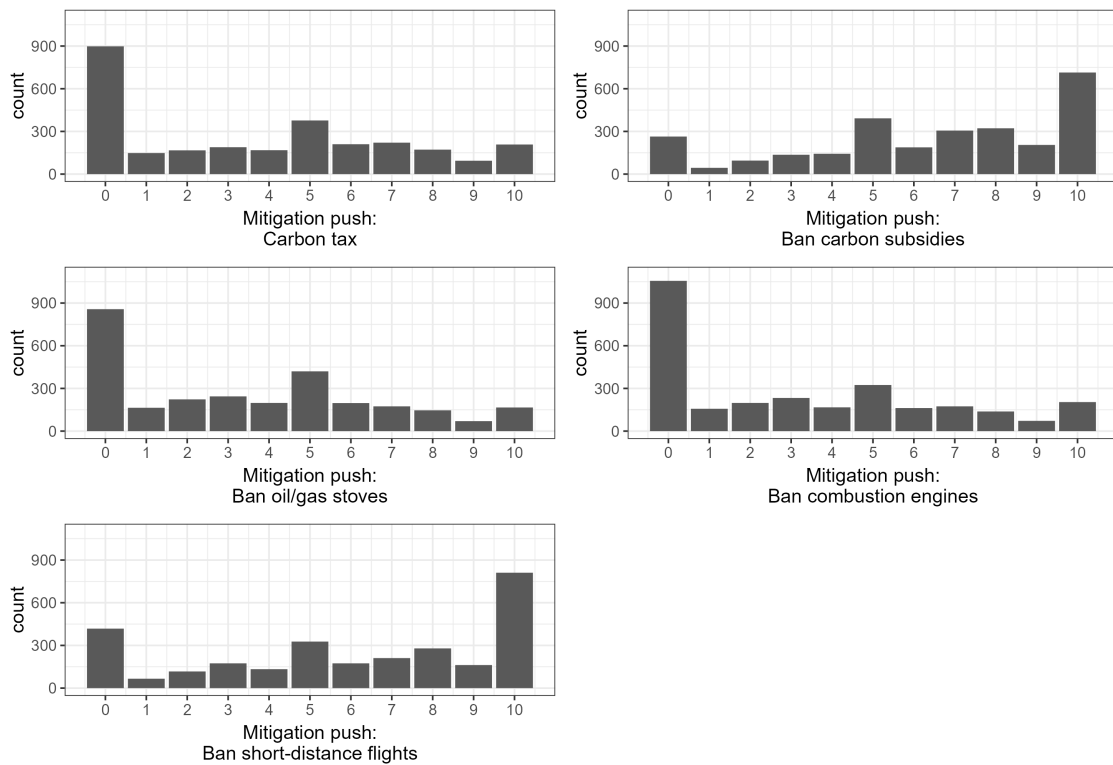 900
600
300
0
count
0 1 2 3 4 5 6 7 8 9 10
Mitigation push:
Carbon tax
900
600
300
0
count
0 1 2 3 4 5 6 7 8 9 10
Mitigation push:
Ban carbon subsidies
900
600
300
0
count
0 1 2 3 4 5 6 7 8 9 10
Mitigation push:
Ban oil/gas stoves
900
600
300
0
count
0 1 2 3 4 5 6 7 8 9 10
Mitigation push:
Ban combustion engines
900
600
300
0
count
0 1 2 3 4 5 6 7 8 9 10
Mitigation push:
Ban short-distance flights